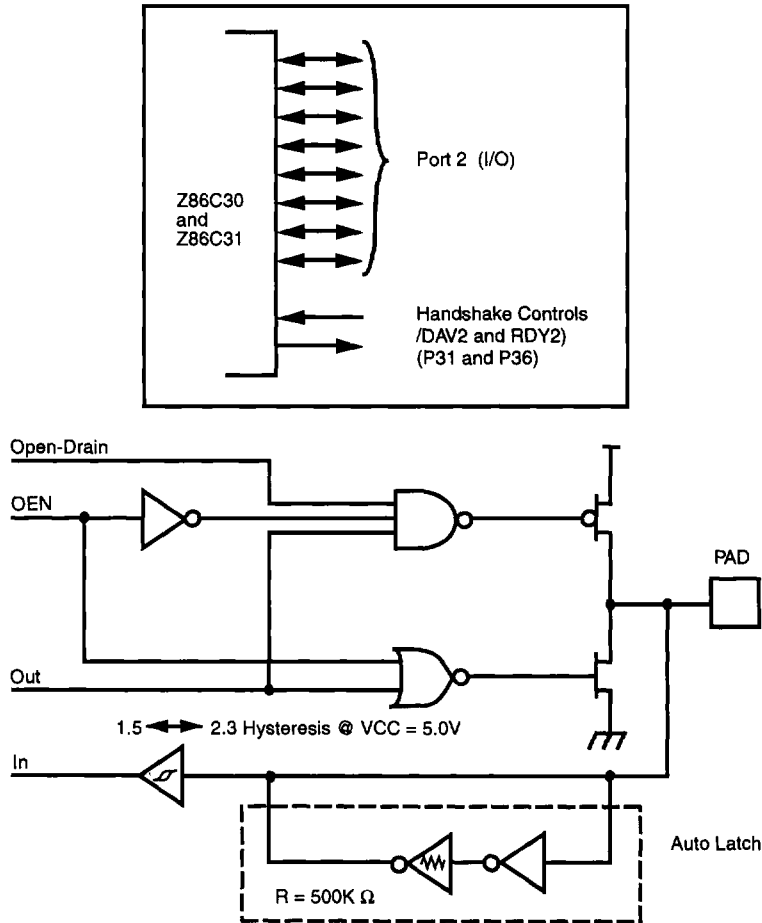 Port 2 (I/O)
Z86C30
and
Z86C31
Handshake Controls
/DAV2 and RDY2)
(P31 and P36)
Open-Drain
OEN
PAD
Out
1.5 2.3 Hysteresis @ VCC = 5.0V
In
Auto Latch
R = 500K Ω